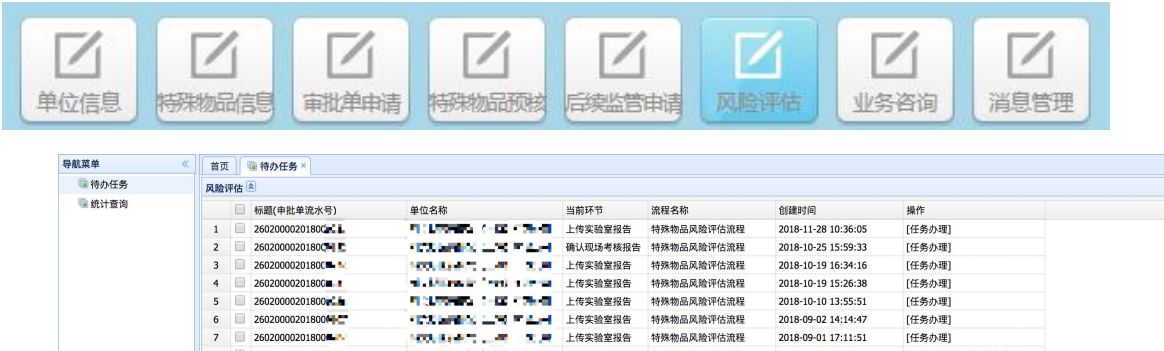 单位信息 特殊物品信息 审批单申请 特殊物品预核 后续监管申请 风险评估 业务咨询 消息管理
导航菜单 « 首页 待办任务 ×
待办任务 风险评估
统计查询
标题(审批单流水号) 单位名称 当前环节 流程名称 创建时间 操作
1 26020000201800 上传实验室报告 特殊物品风险评估流程 2018-11-28 10:36:05 [任务办理]
2 26020000201800 确认现场考核报告 特殊物品风险评估流程 2018-10-25 15:59:33 [任务办理]
3 26020000201800 上传实验室报告 特殊物品风险评估流程 2018-10-19 16:34:16 [任务办理]
4 26020000201800 上传实验室报告 特殊物品风险评估流程 2018-10-19 15:26:38 [任务办理]
5 26020000201800 上传实验室报告 特殊物品风险评估流程 2018-10-10 13:55:51 [任务办理]
6 26020000201800 上传实验室报告 特殊物品风险评估流程 2018-09-02 14:14:47 [任务办理]
7 26020000201800 上传实验室报告 特殊物品风险评估流程 2018-09-01 17:11:51 [任务办理]